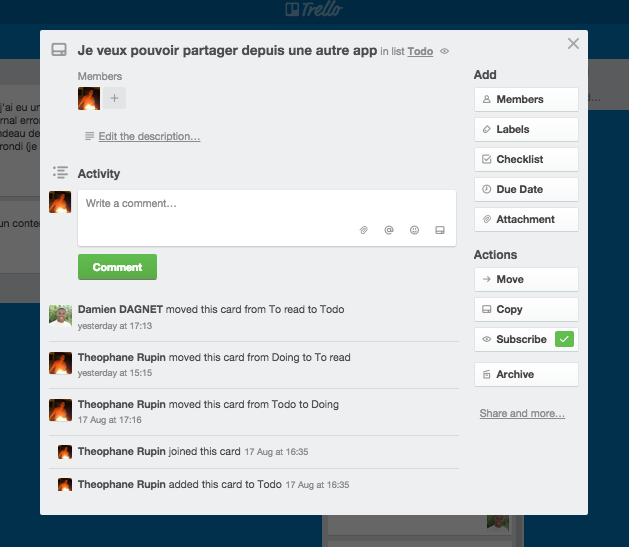 Trello
Je veux pouvoir partager depuis une autre app in list Todo
Members
+
Edit the description…
Activity
Write a comment…
@
Comment
Damien DAGNET moved this card from To read to Todo
yesterday at 17:13
Theophane Rupin moved this card from Doing to To read
yesterday at 15:15
Theophane Rupin moved this card from Todo to Doing
17 Aug at 17:16
Theophane Rupin joined this card 17 Aug at 16:35
Theophane Rupin added this card to Todo 17 Aug at 16:35
Add
Members
Labels
Checklist
Due Date
Attachment
Actions
Move
Copy
Subscribe
Archive
Share and more…
j'ai eu un
rnal erro
ndeau de
rondi (je
un conte
d…